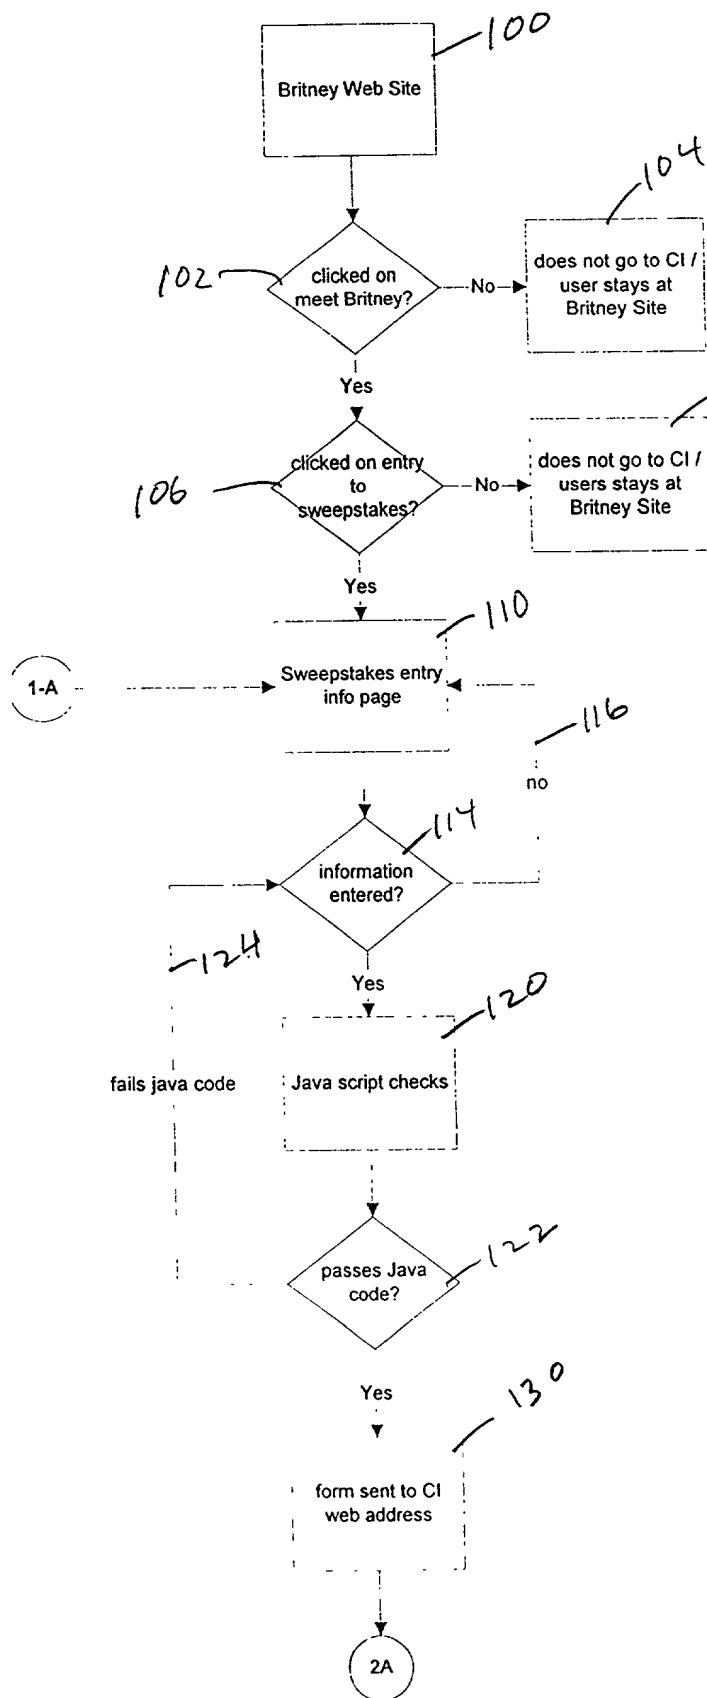 100
Britney Web Site
104
102
clicked on
meet Britney?
No
does not go to CI /
user stays at
Britney Site
Yes
106
clicked on entry
to
sweepstakes?
No
does not go to CI /
users stays at
Britney Site
Yes
110
1-A
Sweepstakes entry
info page
116
no
114
information
entered?
124
Yes
120
fails java code
Java script checks
122
passes Java
code?
Yes
130
form sent to CI
web address
2A